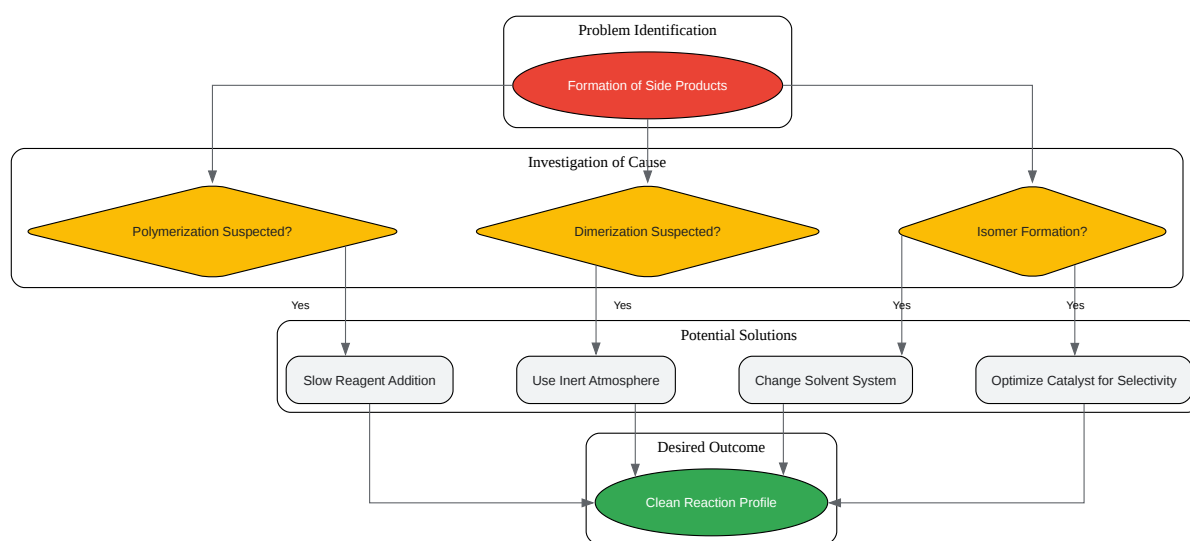 Problem Identification
Formation of Side Products
Investigation of Cause
Polymerization Suspected?
Dimerization Suspected?
Isomer Formation?
Yes
Yes
Yes
Yes
Potential Solutions
Slow Reagent Addition
Use Inert Atmosphere
Change Solvent System
Optimize Catalyst for Selectivity
Desired Outcome
Clean Reaction Profile